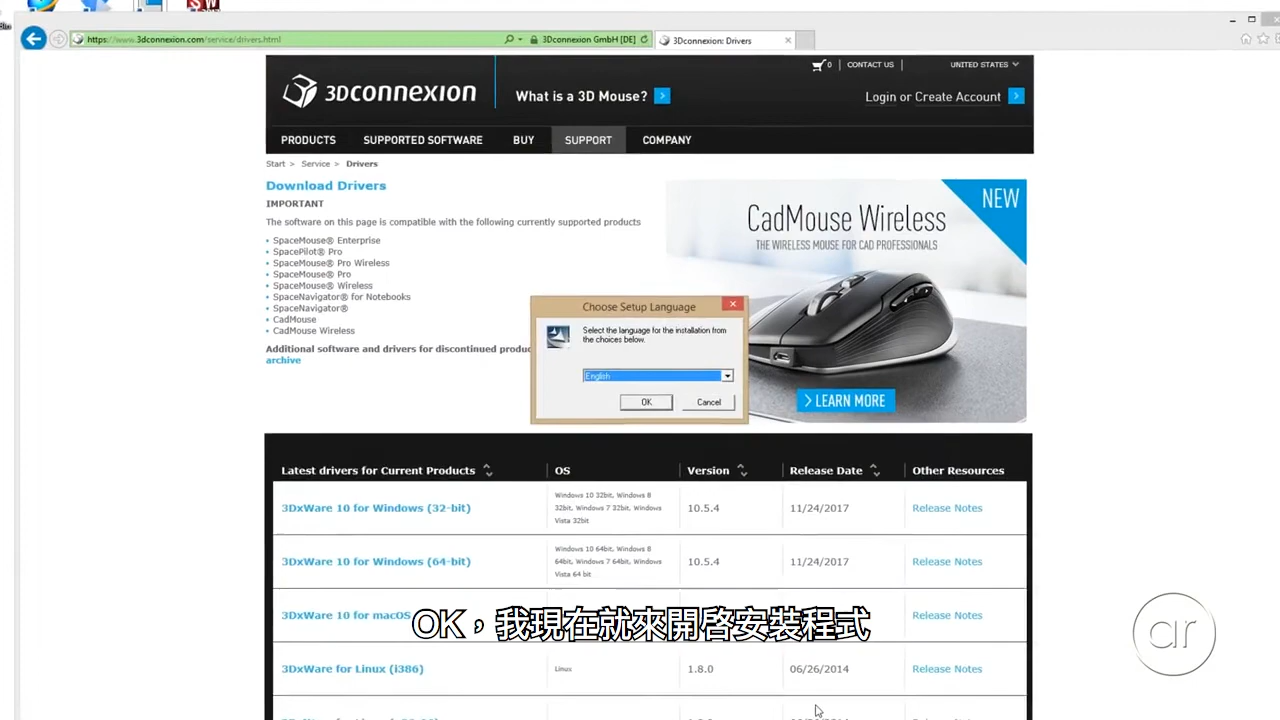 https://www.3dconnexion.com/service/drivers.html
3Dconnexion GmbH [DE]
3Dconnexion: Drivers
3DCONNEXION
What is a 3D Mouse?
0
CONTACT US
UNITED STATES
Login or Create Account
PRODUCTS
SUPPORTED SOFTWARE
BUY
SUPPORT
COMPANY
Start > Service > Drivers
Download Drivers
IMPORTANT
The software on this page is compatible with the following currently supported products
SpaceMouse® Enterprise
SpacePilot® Pro
SpaceMouse® Pro Wireless
SpaceMouse® Pro
SpaceMouse® Wireless
SpaceNavigator® for Notebooks
SpaceNavigator®
CadMouse
CadMouse Wireless
Additional software and drivers for discontinued
archive
NEW
CadMouse Wireless
THE WIRELESS MOUSE FOR CAD PROFESSIONALS
> LEARN MORE
Choose Setup Language
Select the language for the installation from
the choices below.
English
OK
Cancel
Latest drivers for Current Products OS Version Release Date Other Resources
3DxWare 10 for Windows (32-bit)
Windows 10 32bit, Windows 8
32bit, Windows 7 32bit, Windows
Vista 32bit
10.5.4
11/24/2017
Release Notes
3DxWare 10 for Windows (64-bit)
Windows 10 64bit, Windows 8
64bit, Windows 7 64bit, Windows
Vista 64 bit
10.5.4
11/24/2017
Release Notes
3DxWare 10 for macOS
Release Notes
OK，我現在就來開啓安裝程式
3DxWare for Linux (i386)
Linux
1.8.0
06/26/2014
Release Notes
ar